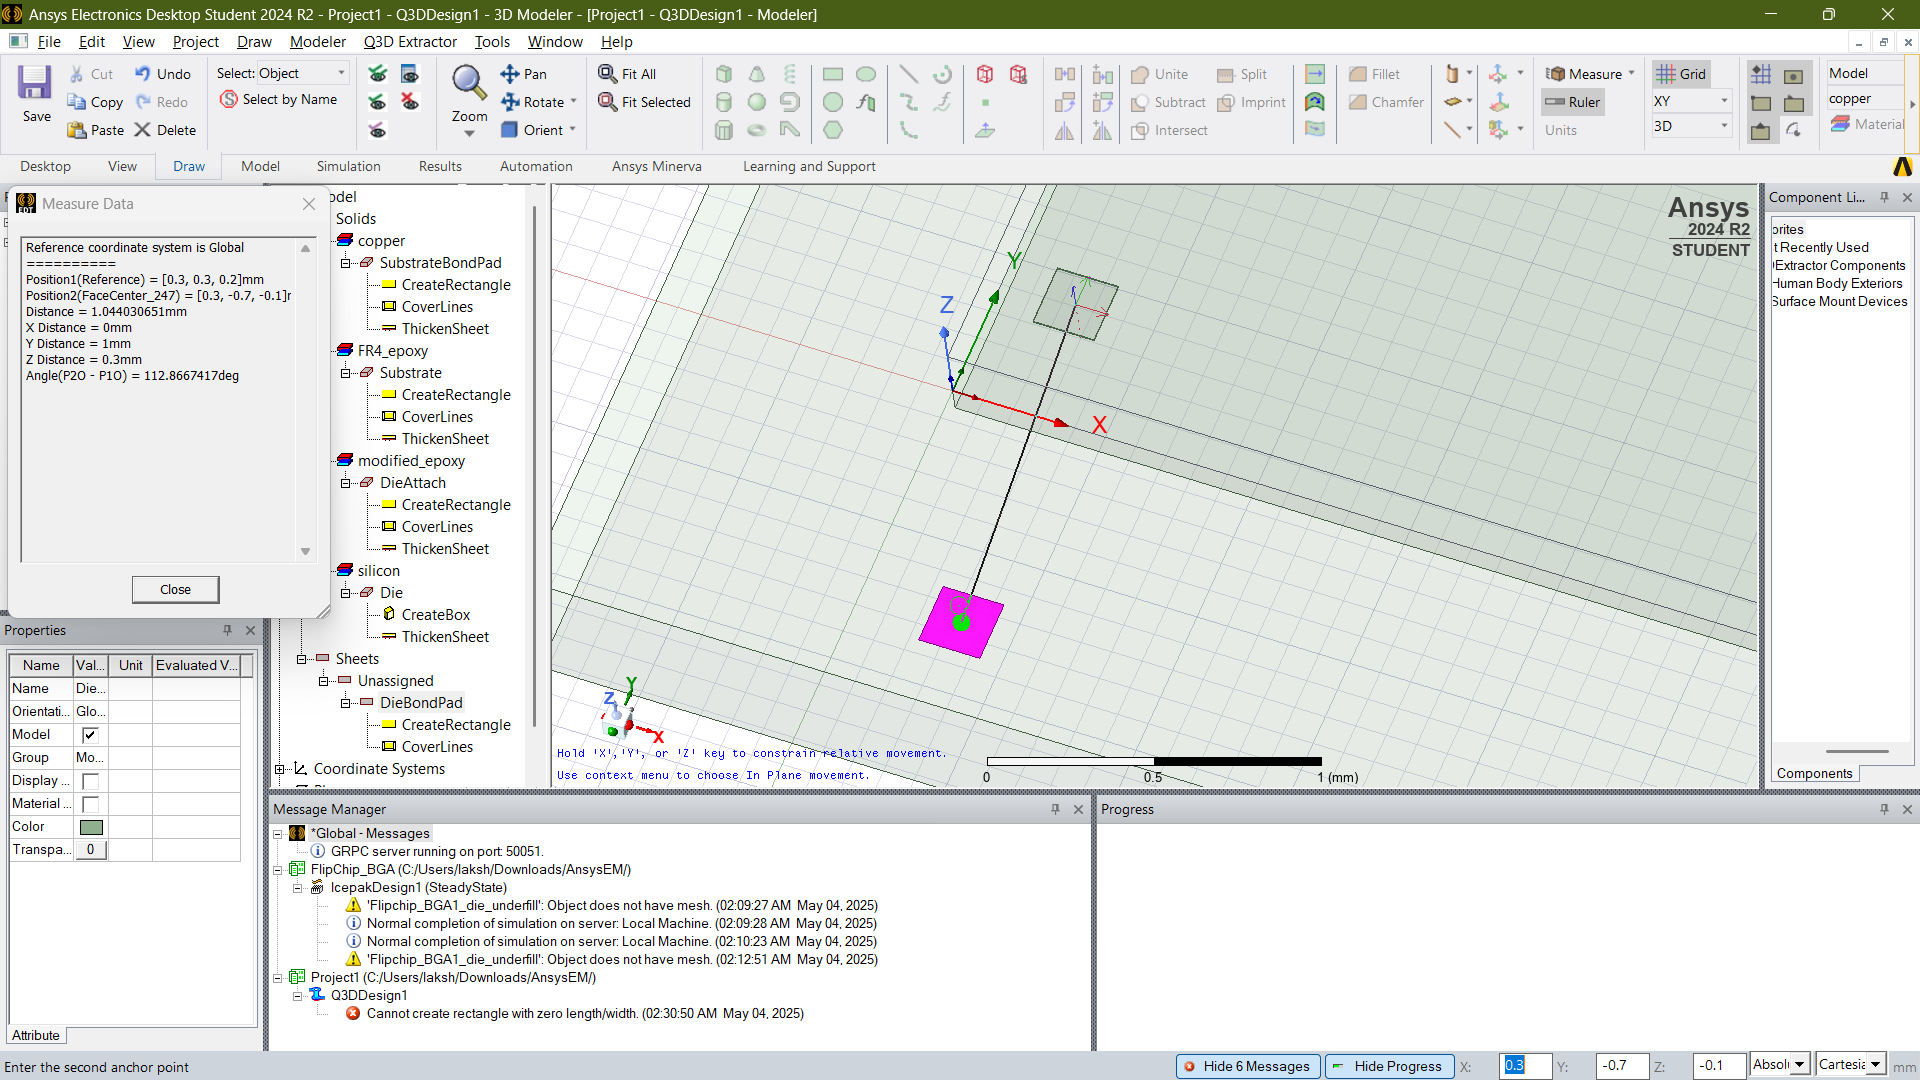 Ansys Electronics Desktop Student 2024 R2 - Project1 - Q3DDesign1 - 3D Modeler - [Project1 - Q3DDesign1 - Modeler]
File Edit View Project Draw Modeler Q3D Extractor Tools Window Help
Save
Cut
Copy
Paste
Undo
Redo
Delete
Select: Object
Select by Name
Zoom
Pan
Rotate
Orient
Fit All
Fit Selected
Unite
Subtract
Intersect
Split
Imprint
Fillet
Chamfer
Measure
Ruler
Units
Grid
XY
3D
Model
copper
Material
Desktop View Draw Model Simulation Results Automation Ansys Minerva Learning and Support
Measure Data
Reference coordinate system is Global
==========
Position1(Reference) = [0.3, 0.3, 0.2]mm
Position2(FaceCenter_247) = [0.3, -0.7, -0.1]r
Distance = 1.044030651mm
X Distance = 0mm
Y Distance = 1mm
Z Distance = 0.3mm
Angle(P2O - P1O) = 112.8667417deg
Close
odel
Solids
copper
SubstrateBondPad
CreateRectangle
CoverLines
ThickenSheet
FR4_epoxy
Substrate
CreateRectangle
CoverLines
ThickenSheet
modified_epoxy
DieAttach
CreateRectangle
CoverLines
ThickenSheet
silicon
Die
CreateBox
ThickenSheet
Sheets
Unassigned
DieBondPad
CreateRectangle
CoverLines
Coordinate Systems
Ansys
2024 R2
STUDENT
Y
Z
X
Y
Z
X
Hold 'X','Y', or 'Z' key to constrain relative movement.
Use context menu to choose In Plane movement.
0 0.5 1 (mm)
Component Li...
orites
t Recently Used
Extractor Components
Human Body Exteriors
Surface Mount Devices
Components
Properties
Name Val... Unit Evaluated V...
Name Die...
Orientati... Glo...
Model
Group Mo...
Display ...
Material ...
Color
Transpa... 0
Attribute
Message Manager
*Global - Messages
GRPC server running on port: 50051.
FlipChip_BGA (C:/Users/laksh/Downloads/AnsysEM/)
IcepakDesign1 (SteadyState)
'Flipchip_BGA1_die_underfill': Object does not have mesh. (02:09:27 AM May 04, 2025)
Normal completion of simulation on server: Local Machine. (02:09:28 AM May 04, 2025)
Normal completion of simulation on server: Local Machine. (02:10:23 AM May 04, 2025)
'Flipchip_BGA1_die_underfill': Object does not have mesh. (02:12:51 AM May 04, 2025)
Project1 (C:/Users/laksh/Downloads/AnsysEM/)
Q3DDesign1
Cannot create rectangle with zero length/width. (02:30:50 AM May 04, 2025)
Progress
Enter the second anchor point
Hide 6 Messages
Hide Progress
X: 0.3 Y: -0.7 Z: -0.1 Absolu Cartesia mm